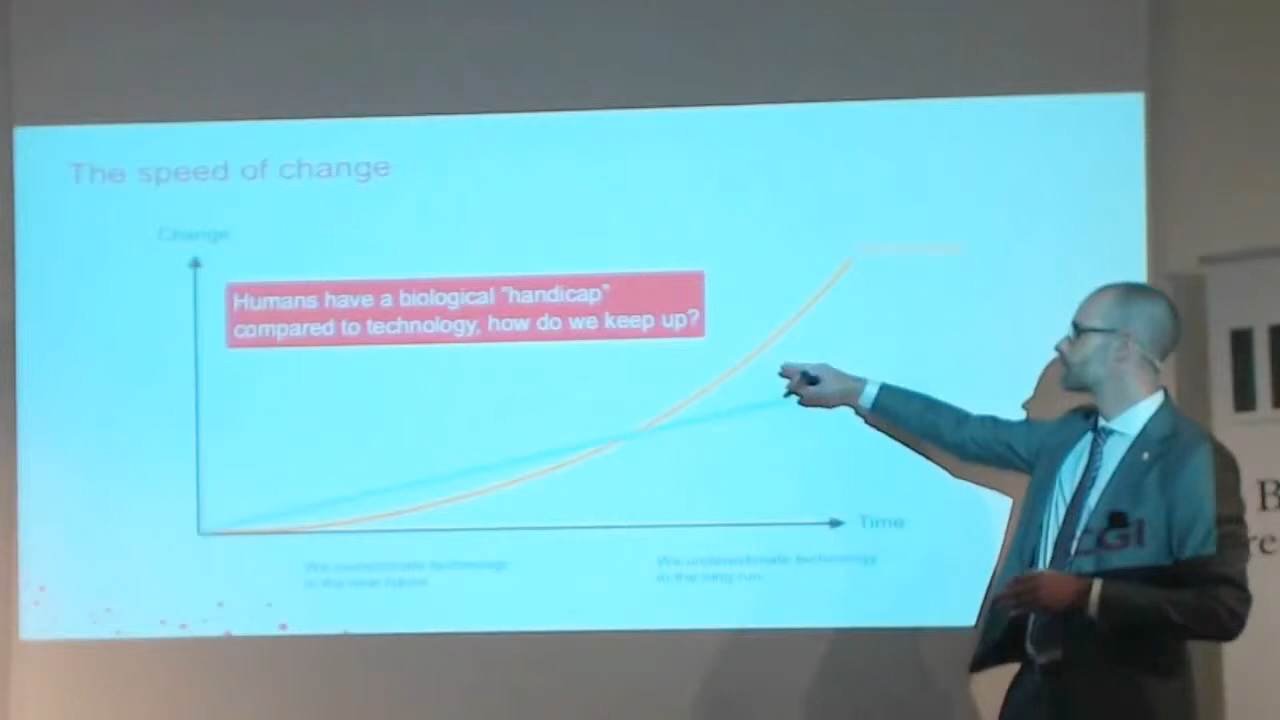 The speed of change
Change
Humans have a biological "handicap"
compared to technology, how do we keep up?
Time
We overestimate technology
in the near future
We underestimate technology
in the long run
CGI
B
re